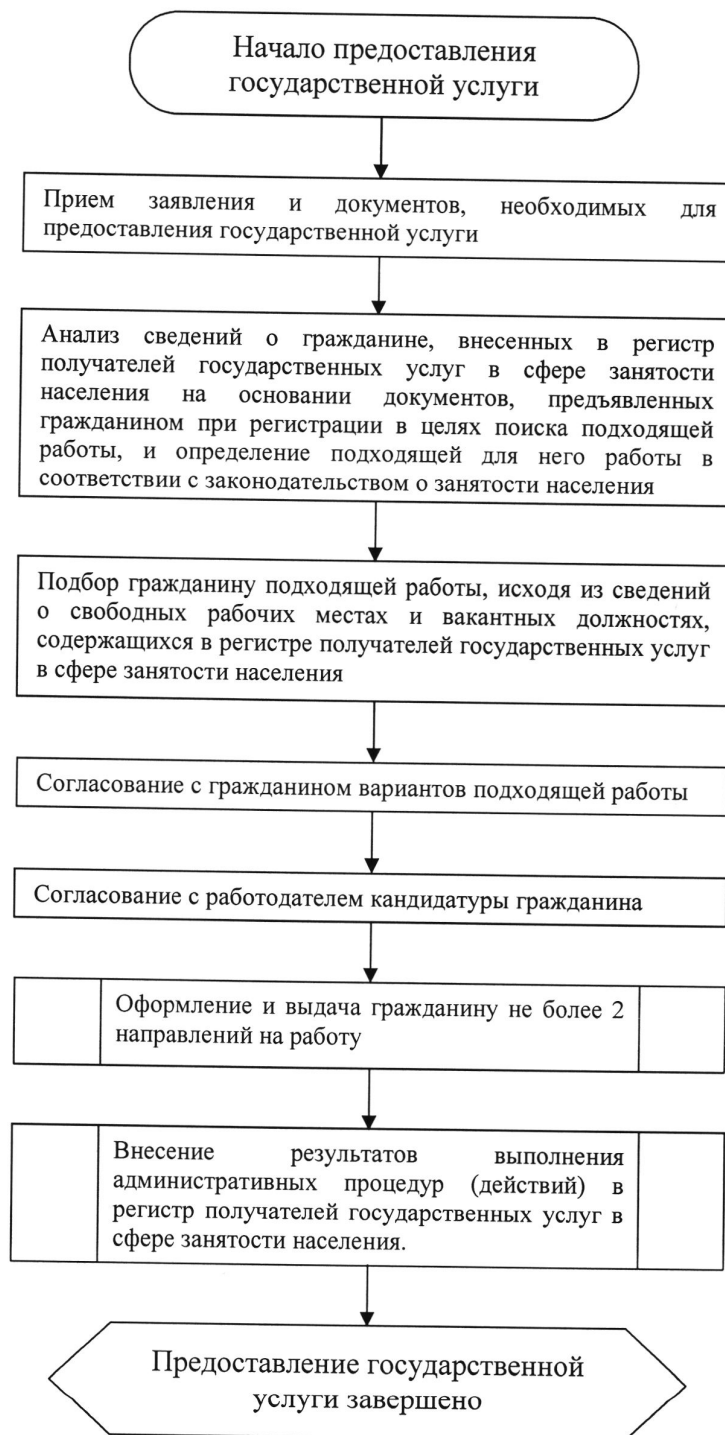 Начало предоставления
государственной услуги
Прием заявления и документов, необходимых для
предоставления государственной услуги
Анализ сведений о гражданине, внесенных в регистр
получателей государственных услуг в сфере занятости
населения на основании документов, предъявленных
гражданином при регистрации в целях поиска подходящей
работы, и определение подходящей для него работы в
соответствии с законодательством о занятости населения
Подбор гражданину подходящей работы, исходя из сведений
о свободных рабочих местах и вакантных должностях,
содержащихся в регистре получателей государственных услуг
в сфере занятости населения
Согласование с гражданином вариантов подходящей работы
Согласование с работодателем кандидатуры гражданина
Оформление и выдача гражданину не более 2
направлений на работу
Внесение результатов выполнения
административных процедур (действий) в
регистр получателей государственных услуг в
сфере занятости населения.
Предоставление государственной
услуги завершено